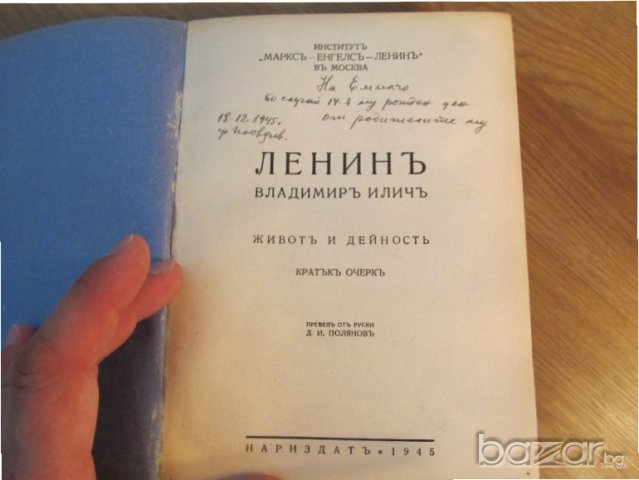 ИНСТИТУТЪ
„МАРКСЪ–ЕНГЕЛСЪ–ЛЕНИНЪ“
ВЪ МОСКВА
На Емилчо
по случай 14-я му рожден ден
18.12.1945 г. от родителите му
гр. Пловдив.
ЛЕНИНЪ
ВЛАДИМИРЪ ИЛИЧЪ
ЖИВОТЪ И ДЕЙНОСТЬ
КРАТЪКЪ ОЧЕРКЪ
ПРЕВЕЛЪ ОТЪ РУСКИ
Д. И. ПОЛЯНОВЪ
НАРИЗДАТЪ * 1945
bazar.bg